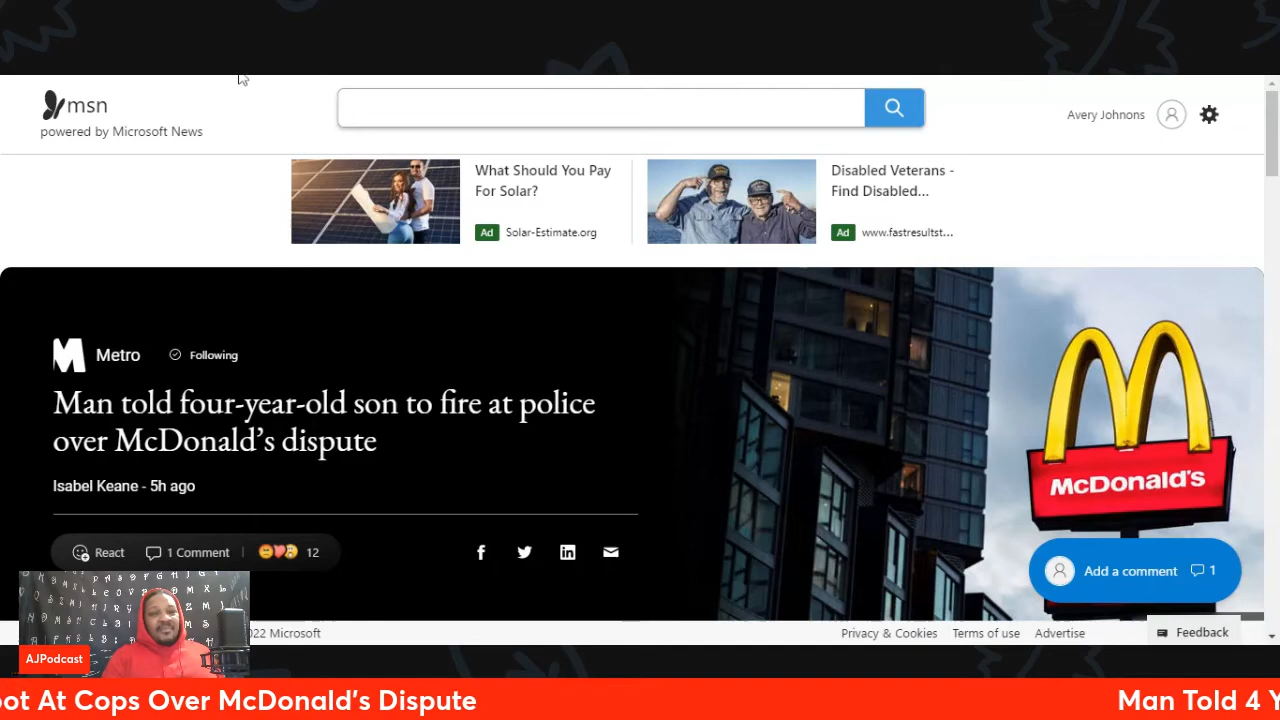 msn
powered by Microsoft News
Avery Johnons
What Should You Pay
For Solar?
Ad Solar-Estimate.org
Disabled Veterans -
Find Disabled...
Ad www.fastresultst...
Metro Following
Man told four-year-old son to fire at police
over McDonald's dispute
Isabel Keane - 5h ago
React 1 Comment 12
McDonald's
Add a comment 1
22 Microsoft
Privacy & Cookies Terms of use Advertise
Feedback
AJPodcast
oot At Cops Over McDonald's Dispute Man Told 4 Y